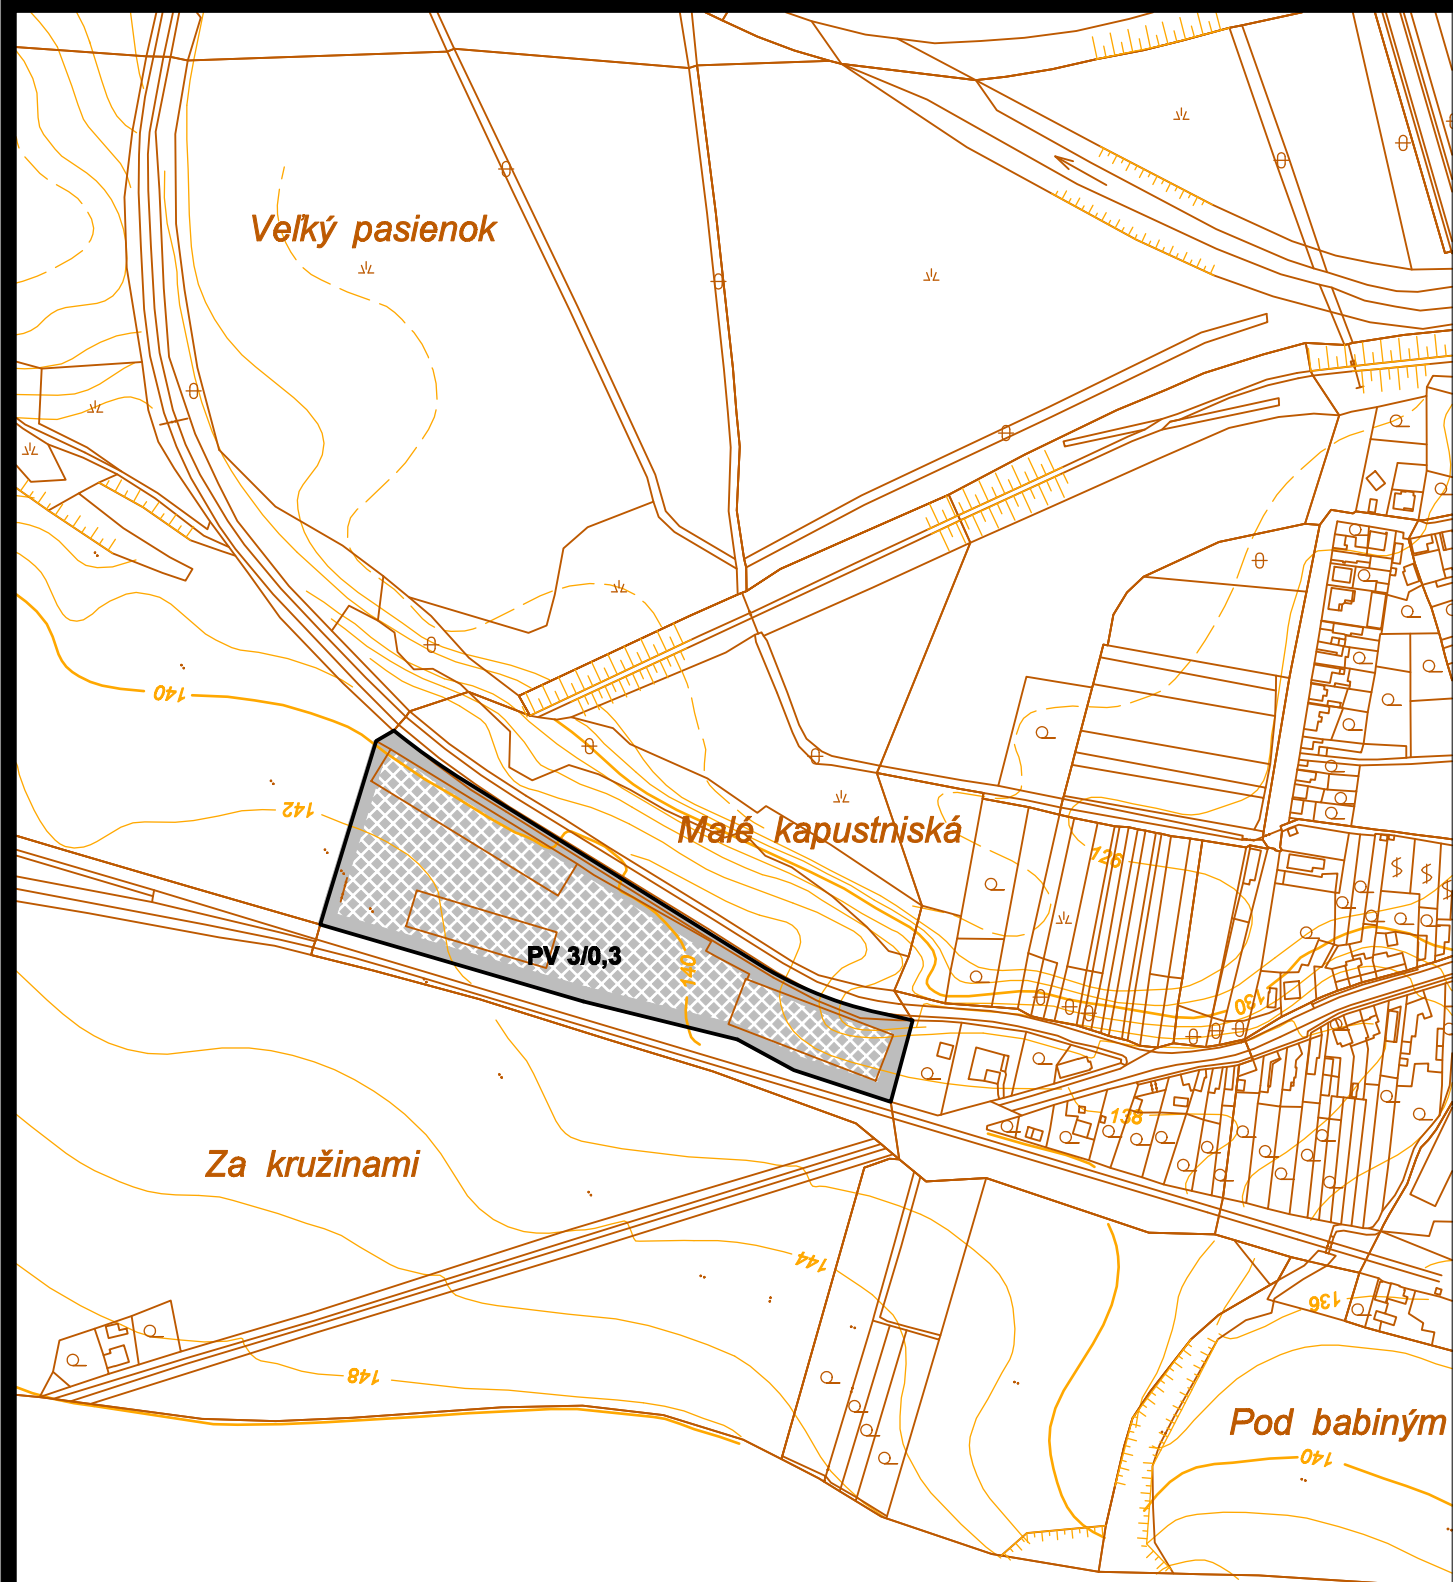 Veľký pasienok
140
142
Malé kapustniská
126
PV 3/0,3
140
130
138
Za kružinami
144
136
148
Pod babiným
140